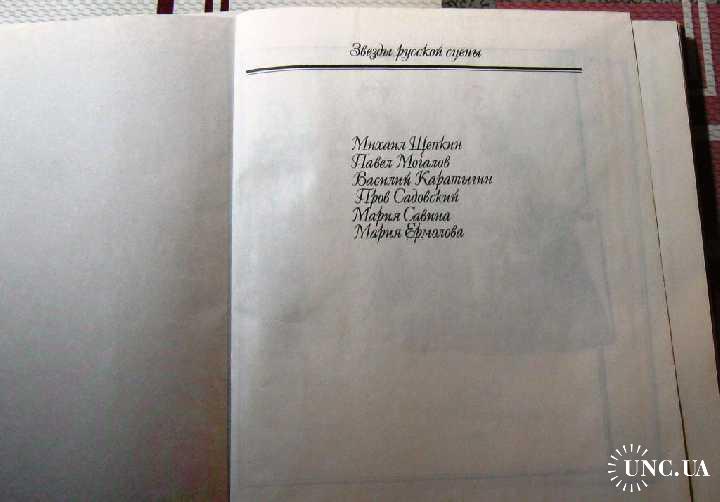 Звезды русской сцены
Михаил Щепкин
Павел Мочалов
Василий Каратыгин
Пров Садовский
Мария Савина
Мария Ермолова
UNC.UA